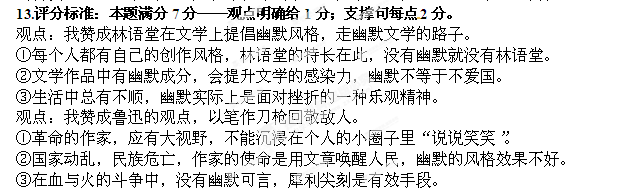 13.评分标准：本题满分7分——观点明确给1分；支撑句每点2分。
观点：我赞成林语堂在文学上提倡幽默风格，走幽默文学的路子。
①每个人都有自己的创作风格，林语堂的特长在此，没有幽默就没有林语堂。
②文学作品中有幽默成分，会提升文学的感染力，幽默不等于不爱国。
③生活中总有不顺，幽默实际上是面对挫折的一种乐观精神。
观点：我赞成鲁迅的观点，以笔作刀枪回敬敌人。
①革命的作家，应有大视野，不能沉浸在个人的小圈子里“说说笑笑 ”。
②国家动乱，民族危亡，作家的使命是用文章唤醒人民，幽默的风格效果不好。
③在血与火的斗争中，没有幽默可言，犀利尖刻是有效手段。